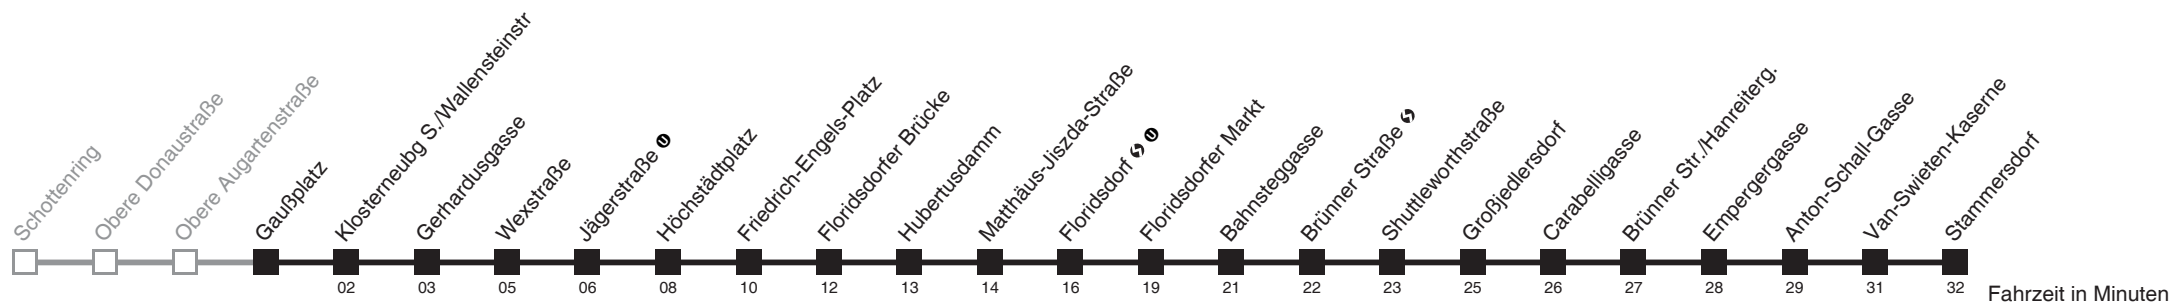 Schottenring
Obere Donaustraße
Obere Augartenstraße
Gaußplatz
Klosterneubg S./Wallensteinstr
Gerhardusgasse
Wexstraße
Jägerstraße U
Höchstädtplatz
Friedrich-Engels-Platz
Floridsdorfer Brücke
Hubertusdamm
Matthäus-Jiszda-Straße
Floridsdorf S U
Floridsdorfer Markt
Bahnsteggasse
Brünner Straße S
Shuttleworthstraße
Großjedlersdorf
Carabelligasse
Brünner Str./Hanreiterg.
Empergergasse
Anton-Schall-Gasse
Van-Swieten-Kaserne
Stammersdorf
02 03 05 06 08 10 12 13 14 16 19 21 22 23 25 26 27 28 29 31 32
Fahrzeit in Minuten